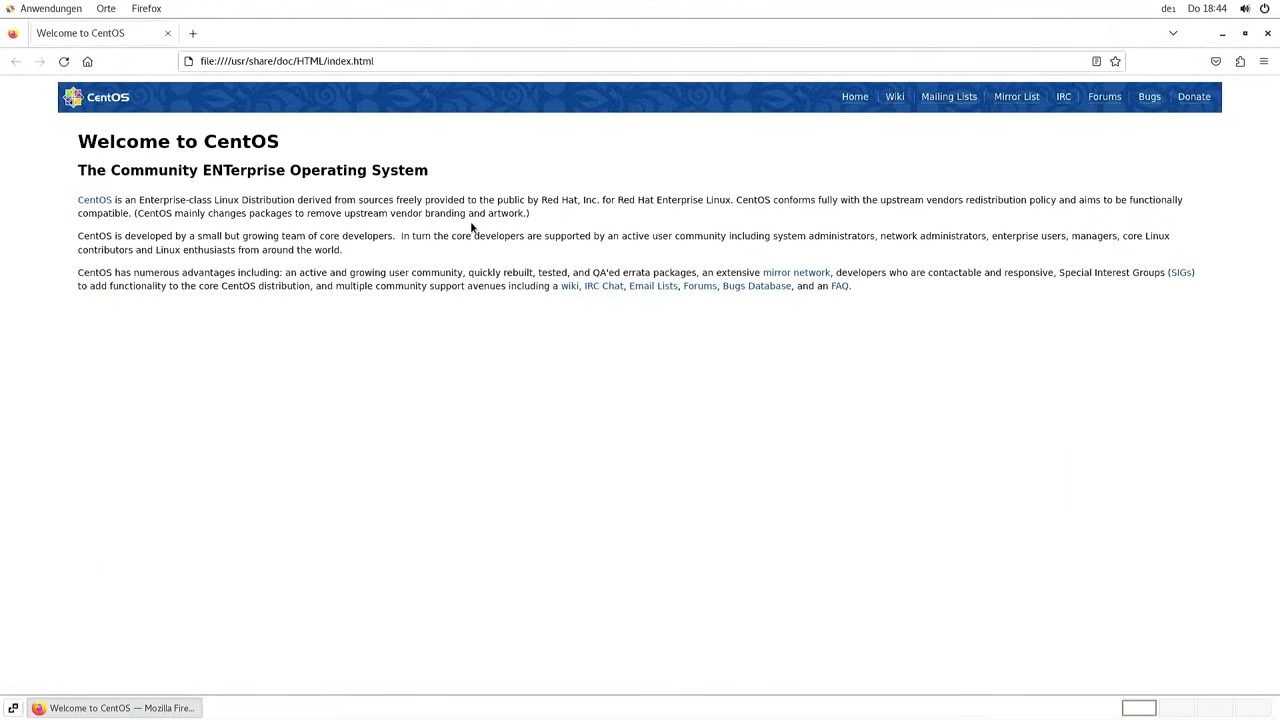 Anwendungen Orte Firefox de1 Do 18:44
Welcome to CentOS
file:////usr/share/doc/HTML/index.html
CentOS Home Wiki Mailing Lists Mirror List IRC Forums Bugs Donate
Welcome to CentOS
The Community ENTerprise Operating System
CentOS is an Enterprise-class Linux Distribution derived from sources freely provided to the public by Red Hat, Inc. for Red Hat Enterprise Linux. CentOS conforms fully with the upstream vendors redistribution policy and aims to be functionally
compatible. (CentOS mainly changes packages to remove upstream vendor branding and artwork.)
CentOS is developed by a small but growing team of core developers. In turn the core developers are supported by an active user community including system administrators, network administrators, enterprise users, managers, core Linux
contributors and Linux enthusiasts from around the world.
CentOS has numerous advantages including: an active and growing user community, quickly rebuilt, tested, and QA'ed errata packages, an extensive mirror network, developers who are contactable and responsive, Special Interest Groups (SIGs)
to add functionality to the core CentOS distribution, and multiple community support avenues including a wiki, IRC Chat, Email Lists, Forums, Bugs Database, and an FAQ.
Welcome to CentOS — Mozilla Fire...